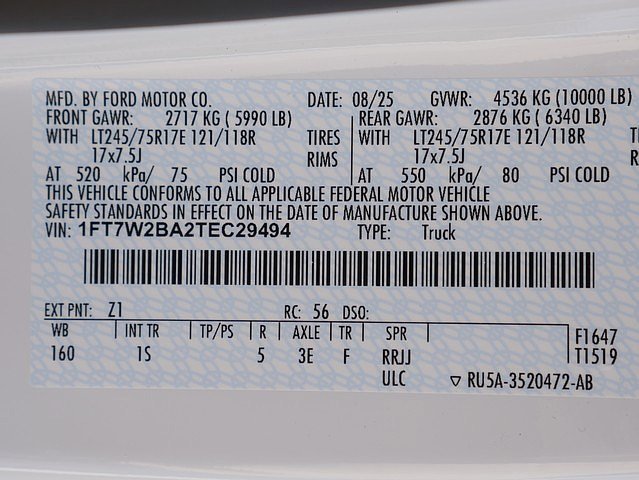 MFD. BY FORD MOTOR CO. DATE: 08/25 GVWR: 4536 KG (10000 LB)
FRONT GAWR: 2717 KG ( 5990 LB) REAR GAWR: 2876 KG ( 6340 LB)
WITH LT245/75R17E 121/118R TIRES WITH LT245/75R17E 121/118R
17x7.5J RIMS 17x7.5J
AT 520 kPa/ 75 PSI COLD AT 550 kPa/ 80 PSI COLD
THIS VEHICLE CONFORMS TO ALL APPLICABLE FEDERAL MOTOR VEHICLE
SAFETY STANDARDS IN EFFECT ON THE DATE OF MANUFACTURE SHOWN ABOVE.
VIN: 1FT7W2BA2TEC29494 TYPE: Truck
EXT PNT: Z1 RC: 56 DSO:
WB INT TR TP/PS R AXLE TR SPR F1647
160 1S 5 3E F RRJJ T1519
ULC ▽ RU5A-3520472-AB